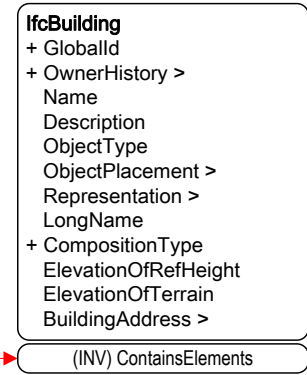 IfcBuilding
+ GlobalId
+ OwnerHistory >
Name
Description
ObjectType
ObjectPlacement >
Representation >
LongName
+ CompositionType
ElevationOfRefHeight
ElevationOfTerrain
BuildingAddress >
(INV) ContainsElements